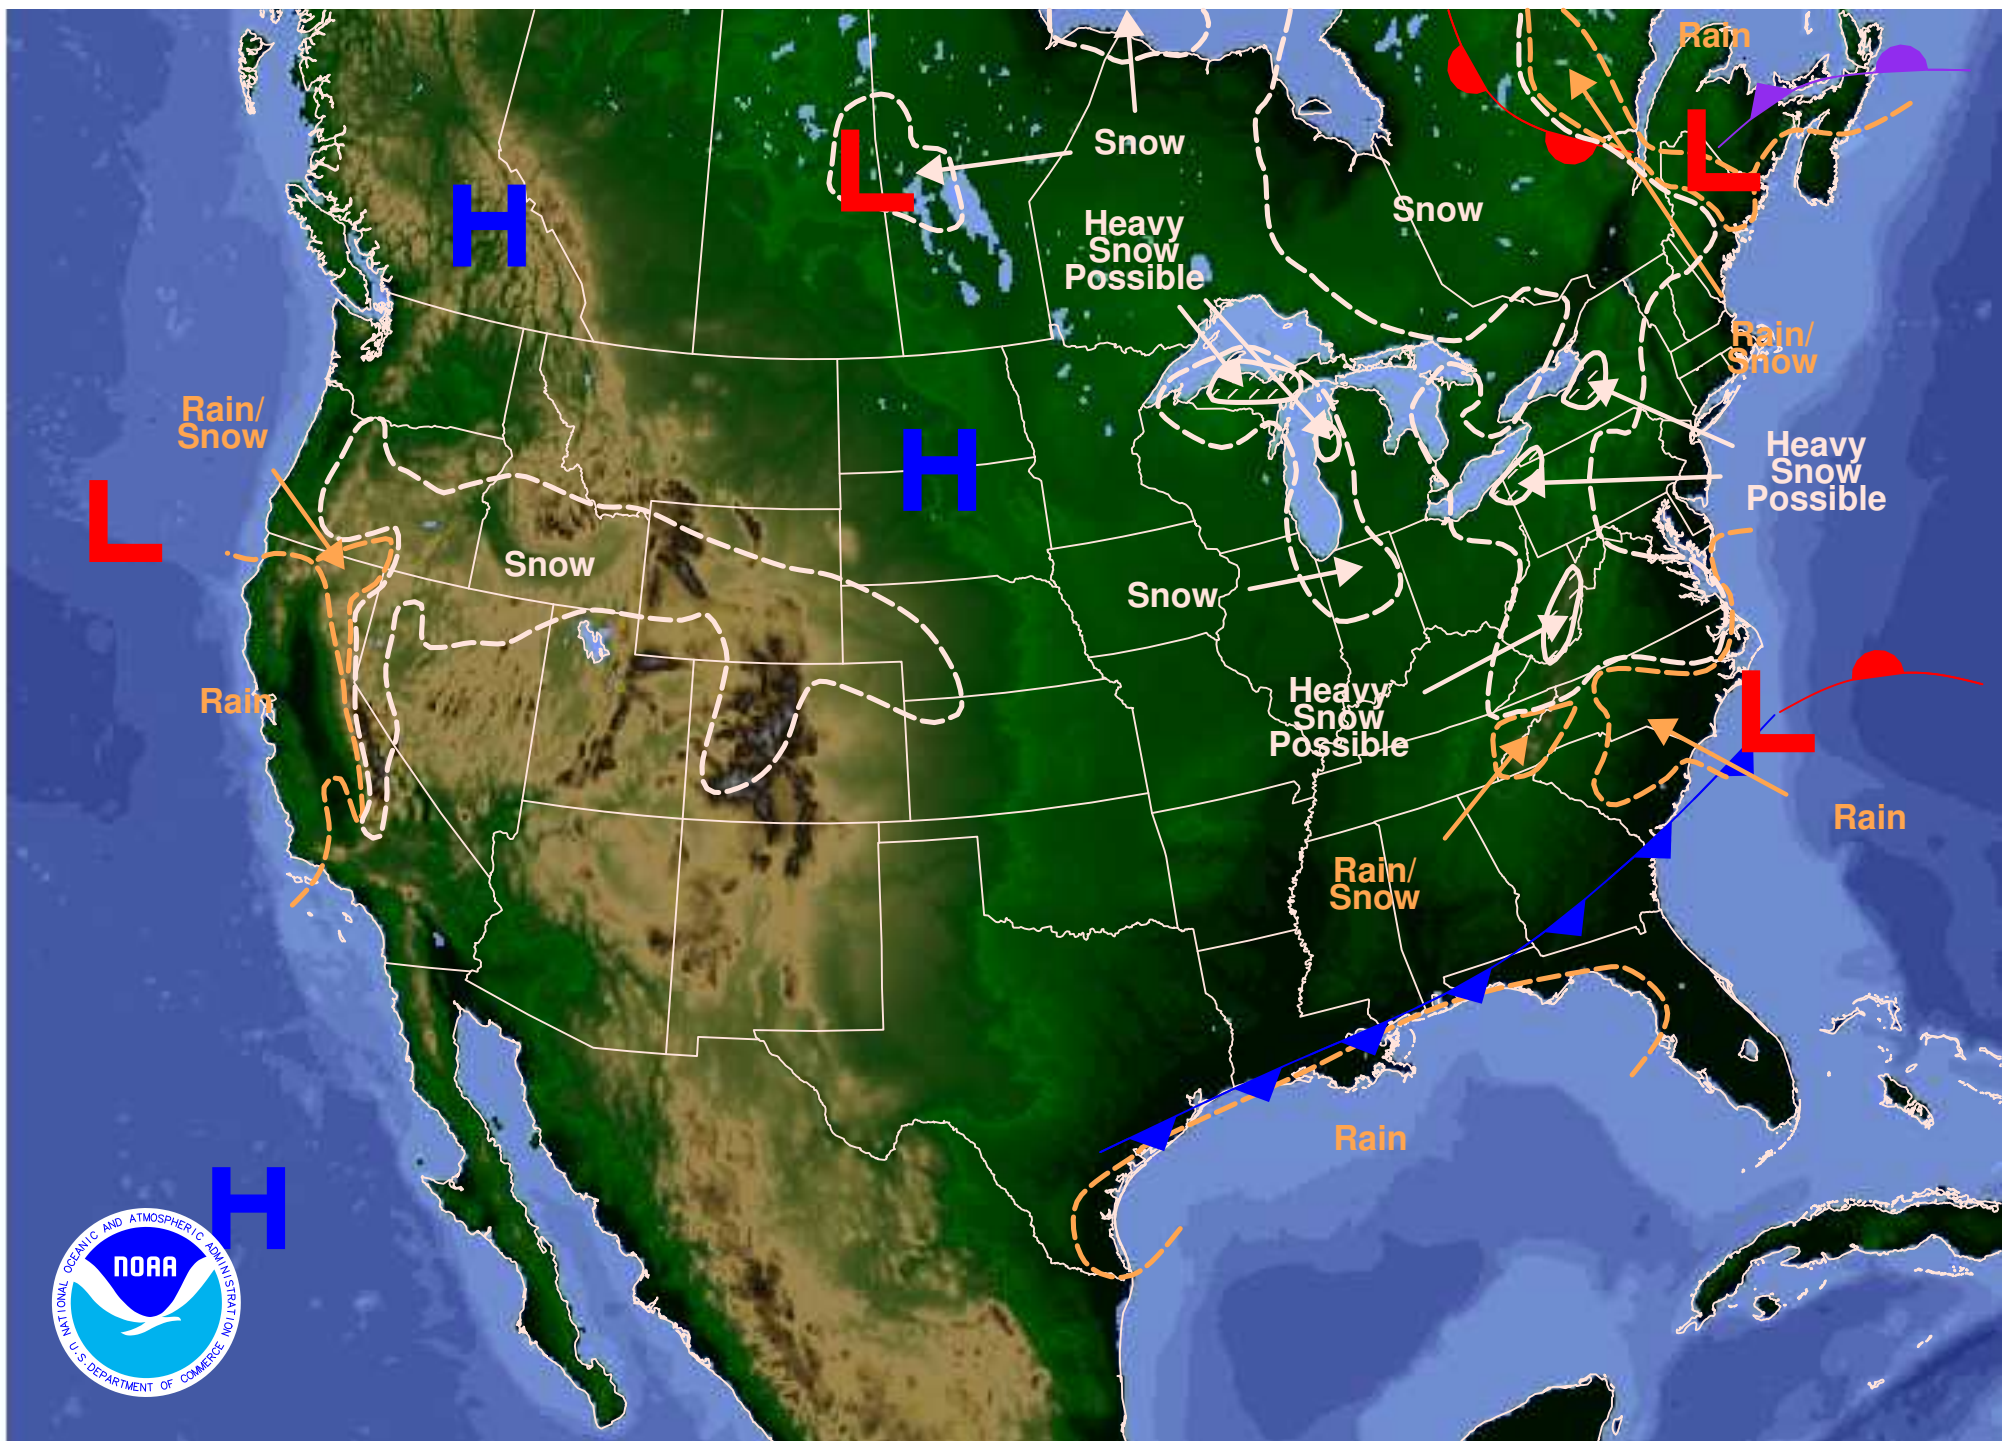 Rain
Snow
L
L
Snow
H
Heavy
Snow
Possible
Rain/
Snow
Rain/
Snow
H
Heavy
Snow
Possible
L
Snow
Snow
Heavy
Snow
Possible
L
Rain
Rain
Rain/
Snow
Rain
H
NATIONAL OCEANIC AND ATMOSPHERIC ADMINISTRATION
NOAA
U.S. DEPARTMENT OF COMMERCE